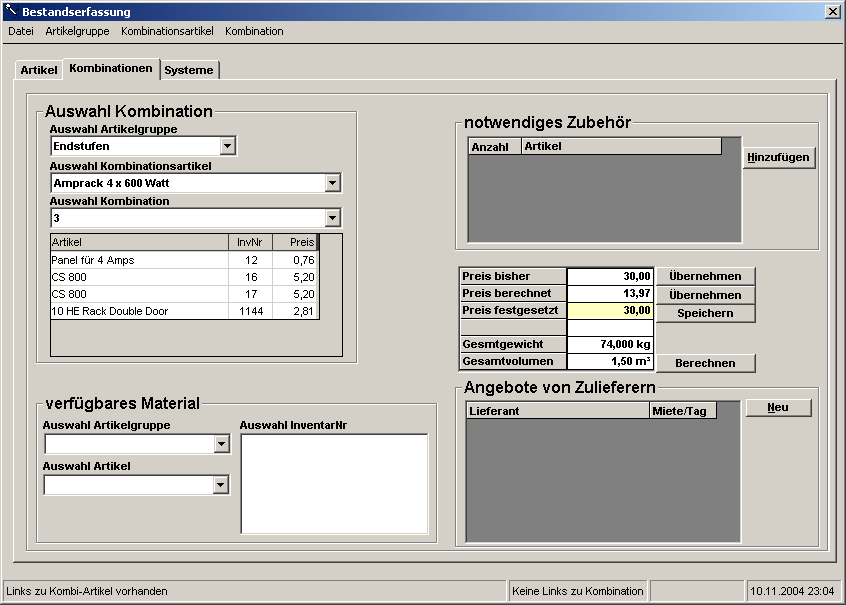 Bestandserfassung
Datei Artikelgruppe Kombinationsartikel Kombination
Artikel Kombinationen Systeme
Auswahl Kombination
Auswahl Artikelgruppe
Endstufen
Auswahl Kombinationsartikel
Amprack 4 x 600 Watt
Auswahl Kombination
3
Artikel InvNr Preis
Panel für 4 Amps 12 0,76
CS 800 16 5,20
CS 800 17 5,20
10 HE Rack Double Door 1144 2,81
verfügbares Material
Auswahl Artikelgruppe
Auswahl Artikel
Auswahl InventarNr
notwendiges Zubehör
Anzahl Artikel
Hinzufügen
Preis bisher 30,00 Übernehmen
Preis berechnet 13,97 Übernehmen
Preis festgesetzt 30,00 Speichern
Gesmtgewicht 74,000 kg
Gesamtvolumen 1,50 m³ Berechnen
Angebote von Zulieferern
Lieferant Miete/Tag
Neu
Links zu Kombi-Artikel vorhanden Keine Links zu Kombination 10.11.2004 23:04